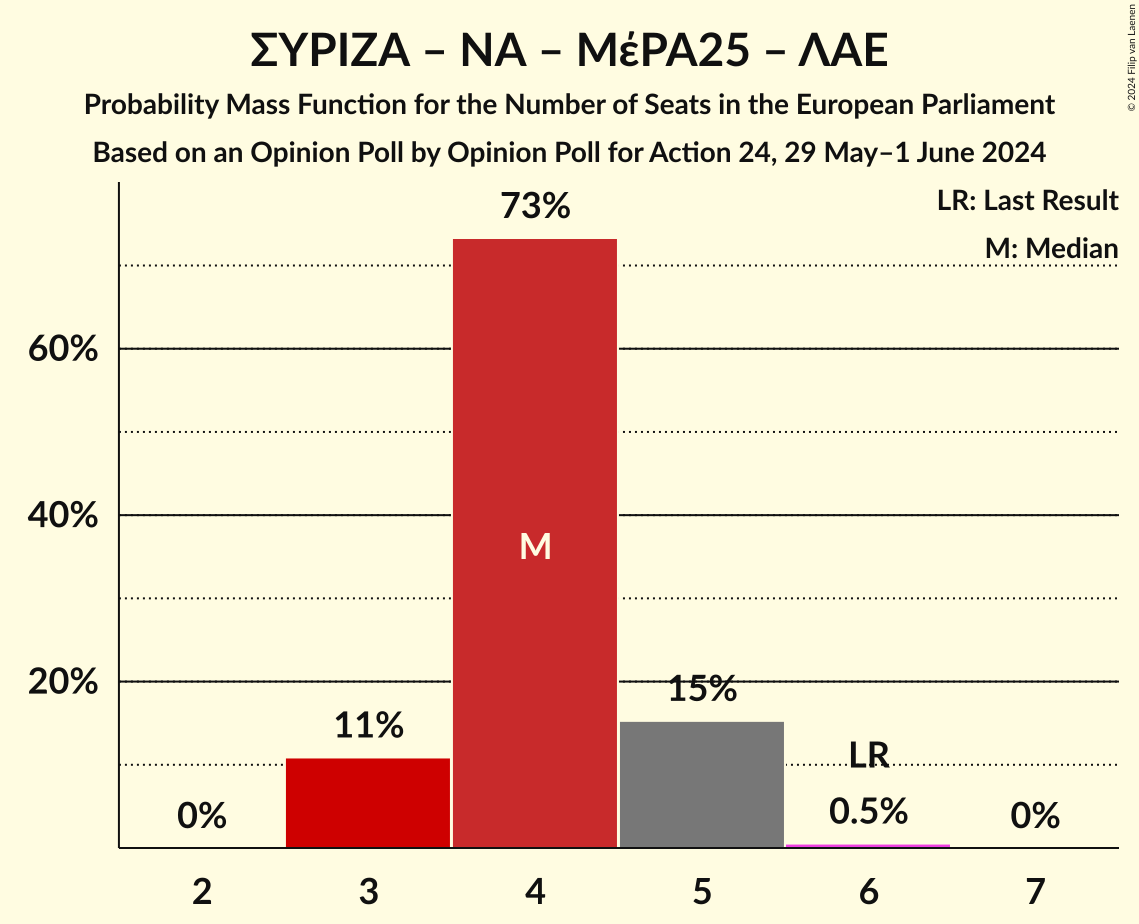 ΣΥΡΙΖΑ – ΝΑ – ΜέΡΑ25 – ΛΑΕ
Probability Mass Function for the Number of Seats in the European Parliament
Based on an Opinion Poll by Opinion Poll for Action 24, 29 May–1 June 2024
© 2024 Filip van Laenen
LR: Last Result
M: Median
73%
60%
40%
M
20%
15%
11%
LR
0%
0.5%
0%
2 3 4 5 6 7